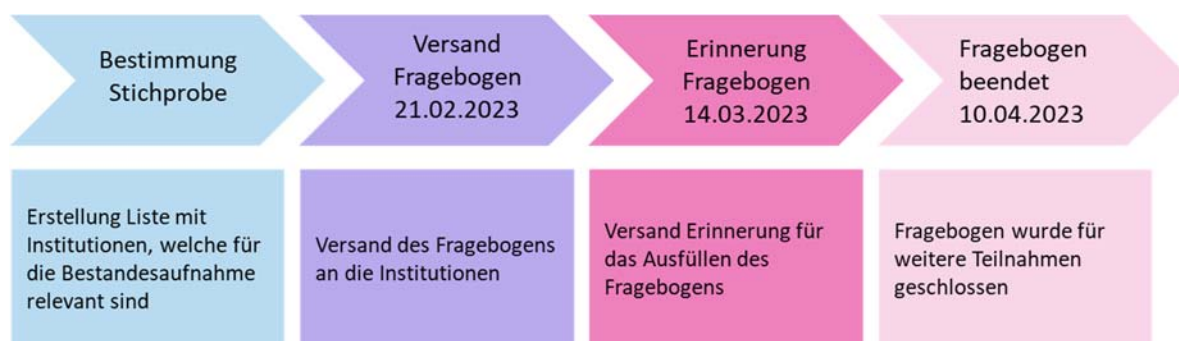 Bestimmung
Stichprobe
Versand
Fragebogen
21.02.2023
Erinnerung
Fragebogen
14.03.2023
Fragebogen
beendet
10.04.2023
Erstellung Liste mit
Institutionen, welche für
die Bestandesaufnahme
relevant sind
Versand des Fragebogens
an die Institutionen
Versand Erinnerung für
das Ausfüllen des
Fragebogens
Fragebogen wurde für
weitere Teilnahmen
geschlossen